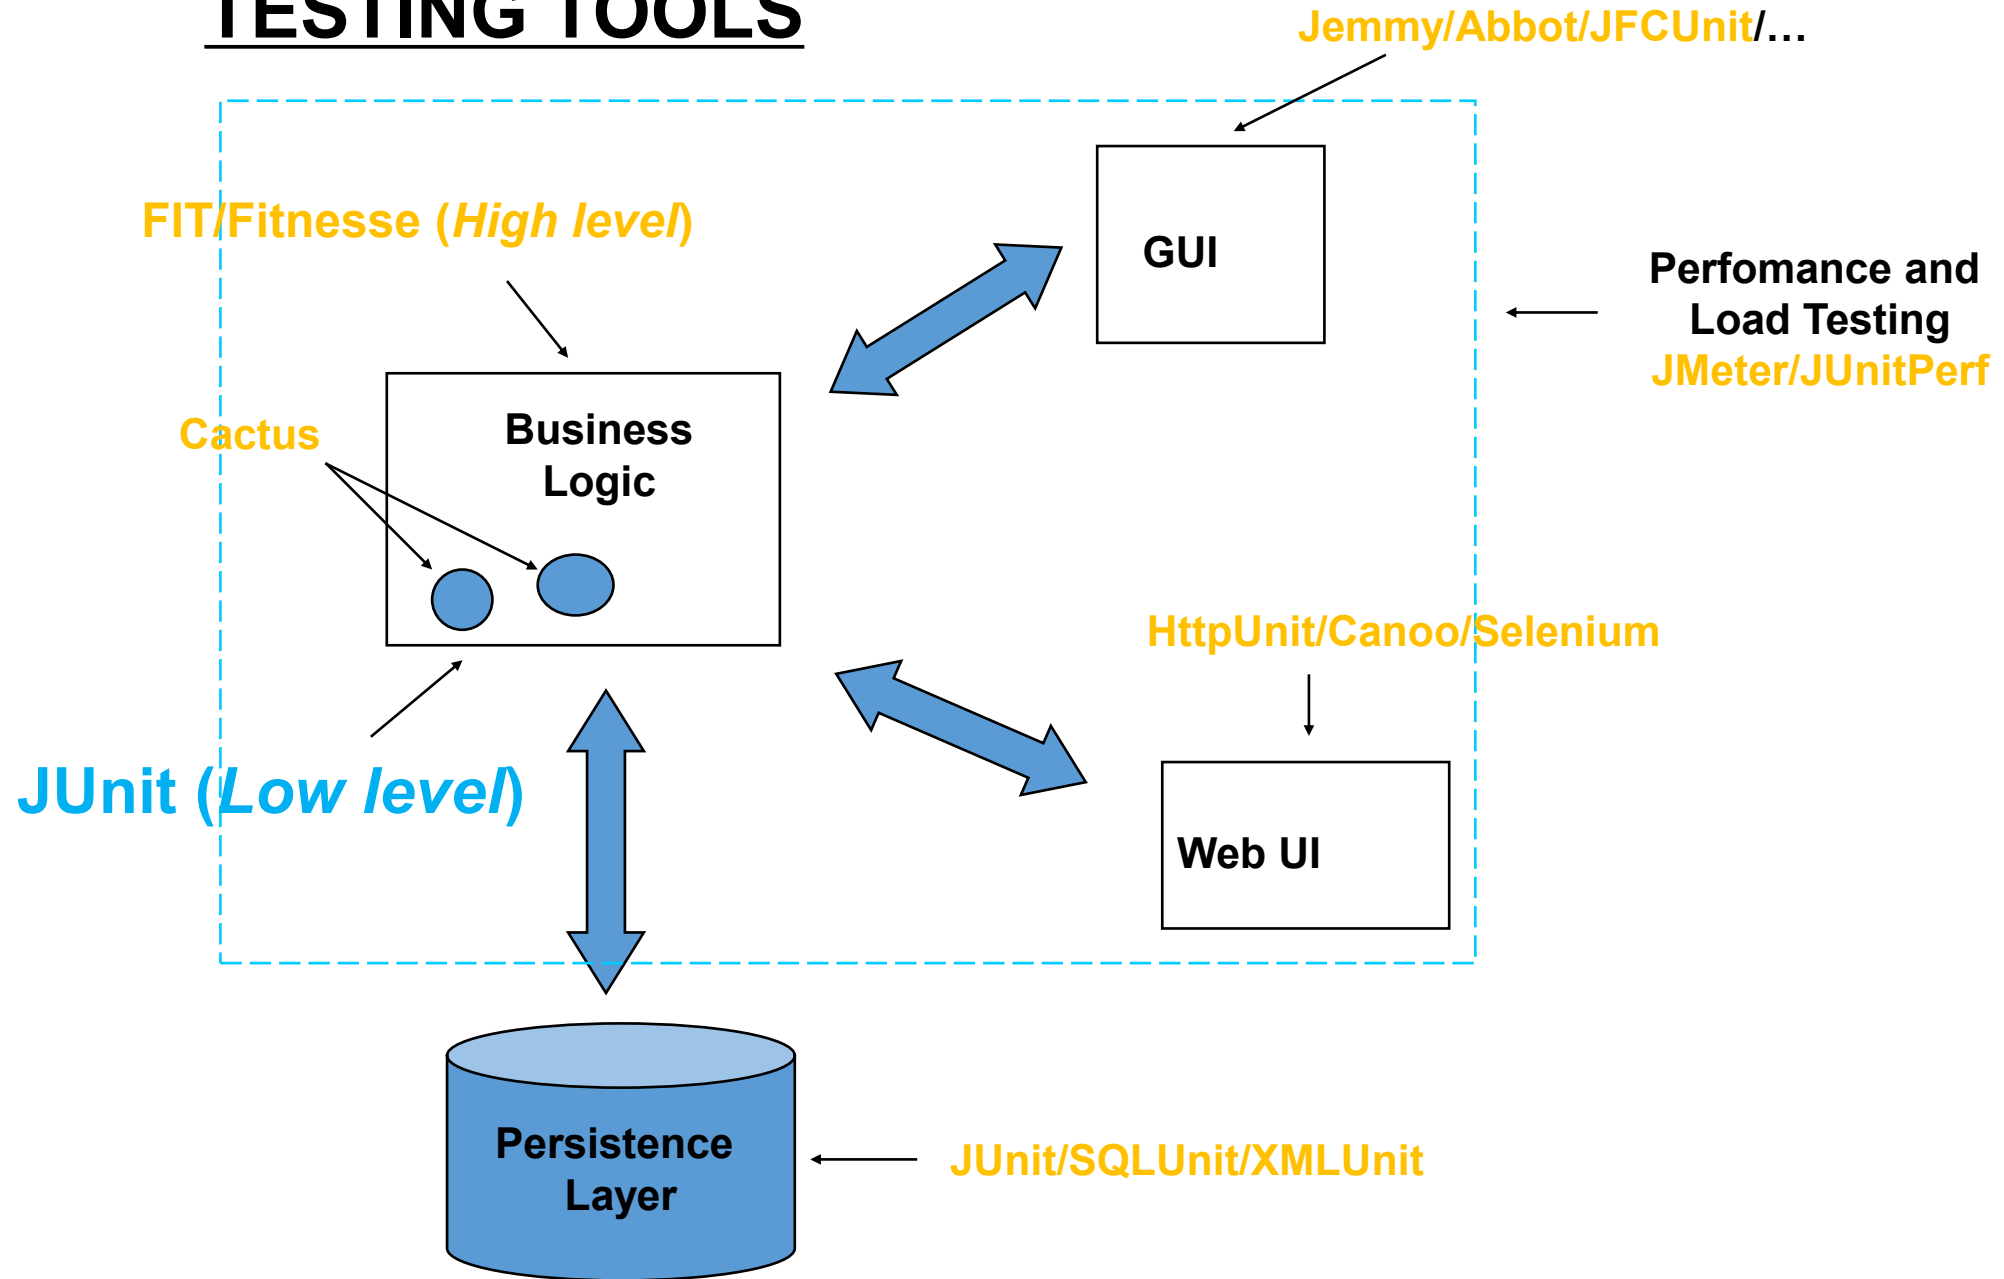 TESTING TOOLS
Jemmy/Abbot/JFCUnit/…
FIT/Fitnesse (High level)
GUI
Perfomance and
Load Testing
JMeter/JUnitPerf
Cactus
Business
Logic
HttpUnit/Canoo/Selenium
JUnit (Low level)
Web UI
Persistence
Layer
JUnit/SQLUnit/XMLUnit